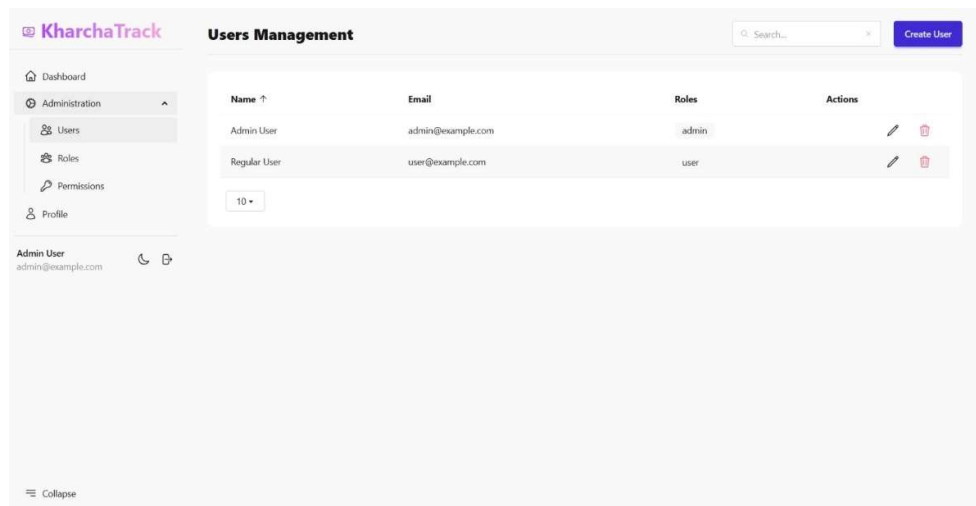 KharchaTrack
Dashboard
Administration
Users
Roles
Permissions
Profile
Admin User
admin@example.com
Collapse
Users Management
Search...
Create User
Name ↑ Email Roles Actions
Admin User admin@example.com admin
Regular User user@example.com user
10